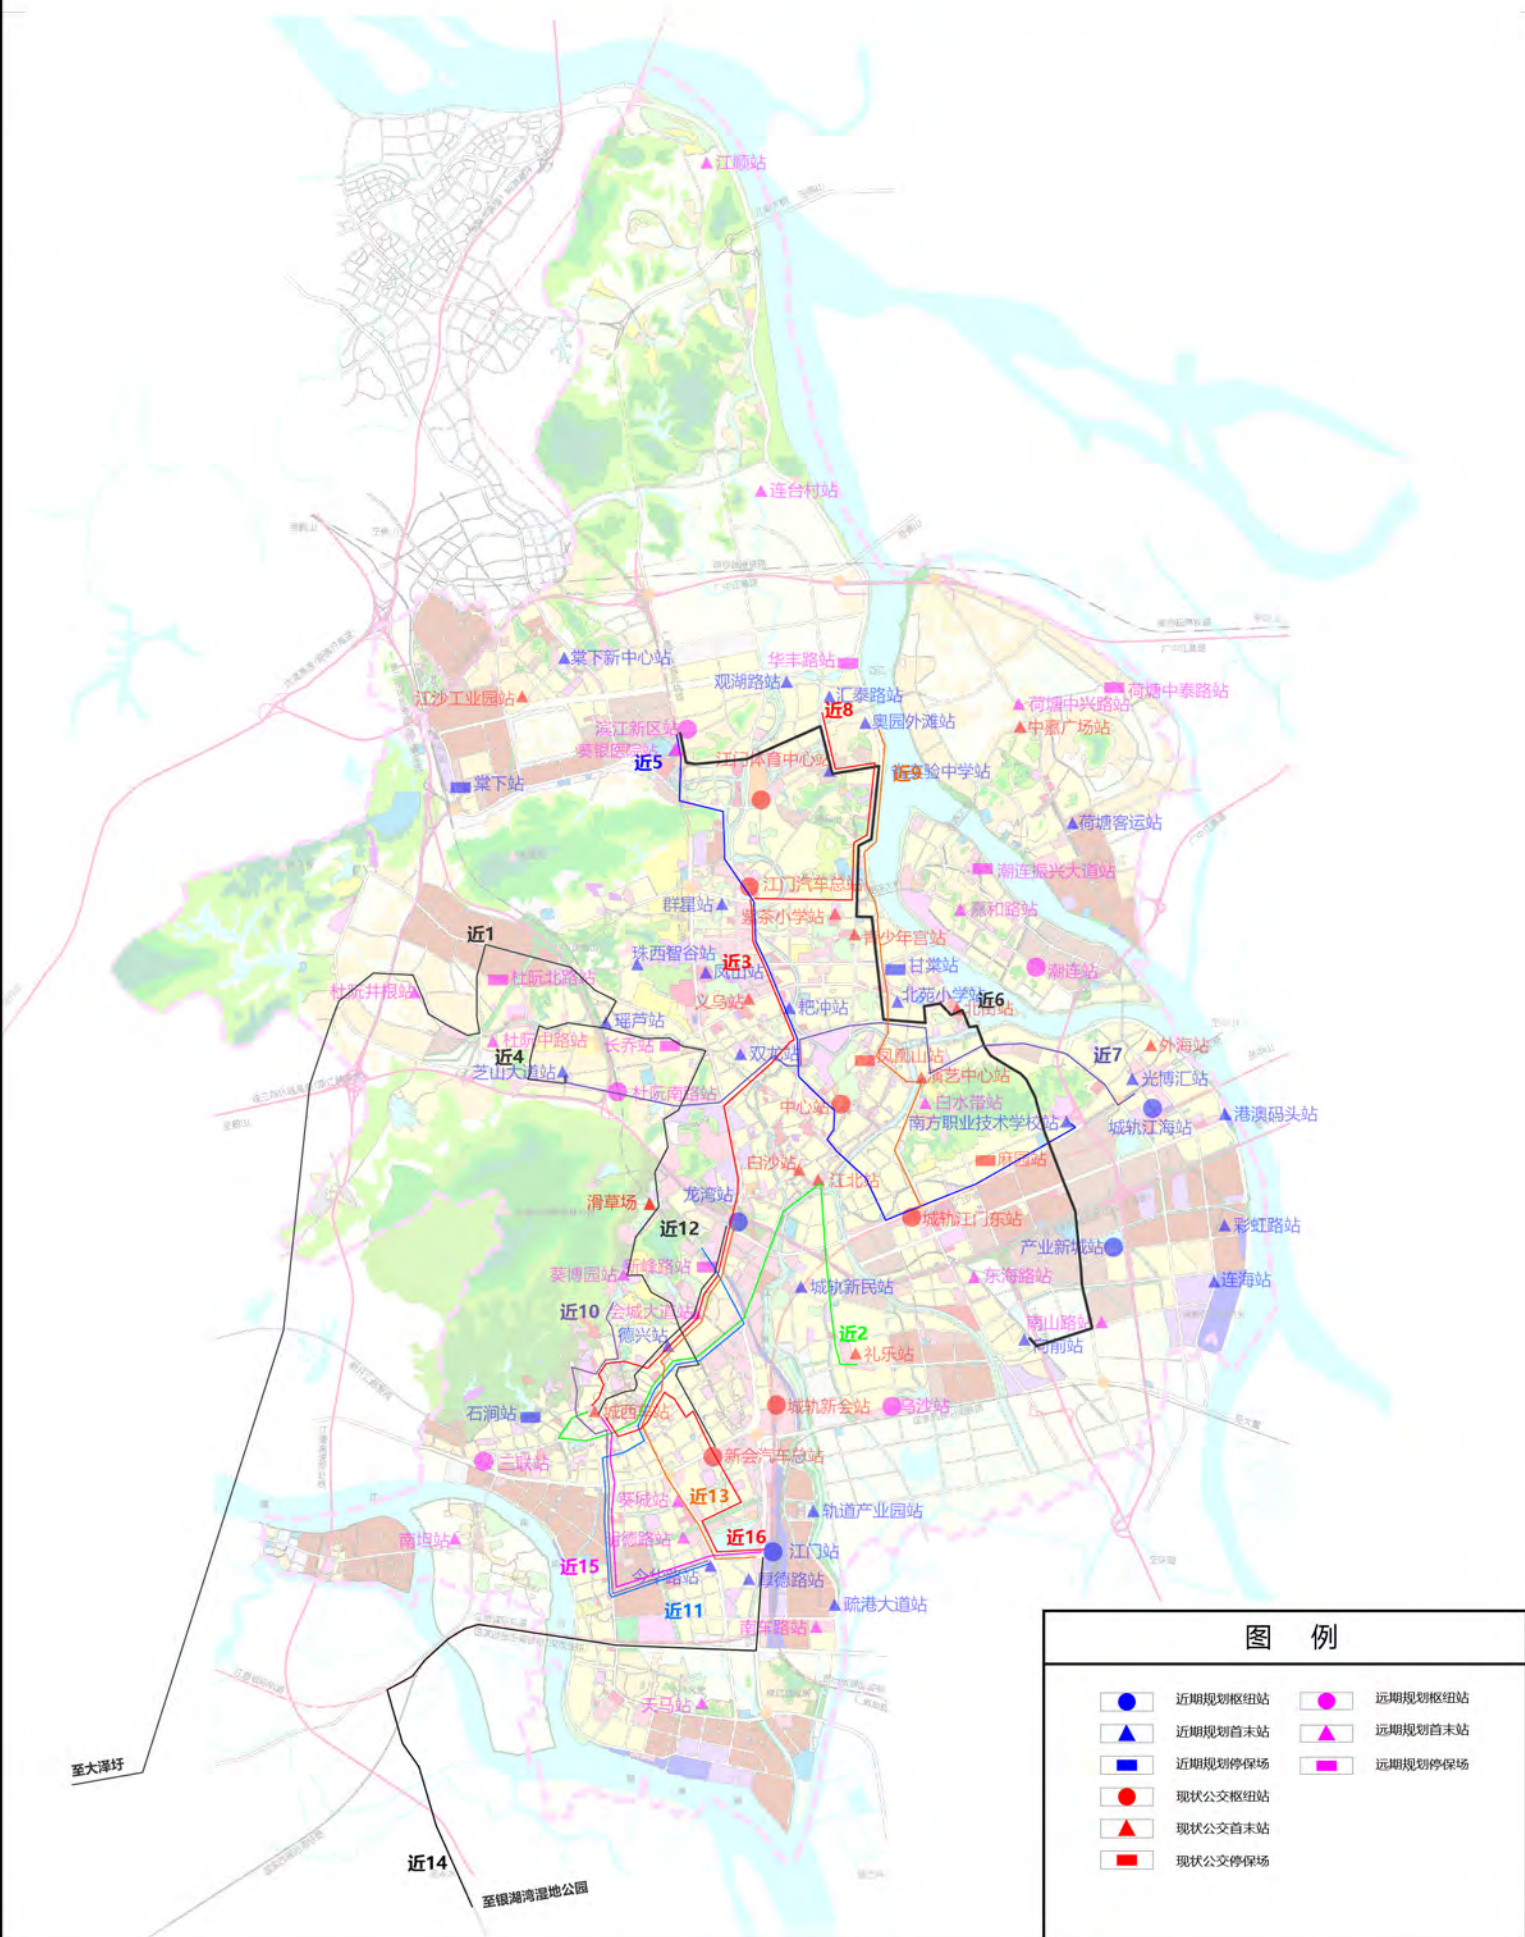 江顺站
连台村站
棠下新中心站
华丰路站
观湖路站
汇泰路站
江沙工业园站
荷塘中泰路站
荷塘中兴路站
近8
奥园外滩站
中嘉广场站
滨江新区站
葵银医院站
近5
江门体育中心站
近9
棠下站
荷塘客运站
江门汽车总站
潮连振兴大道站
群星站
紫茶小学站
嘉和路站
近1
青少年宫站
珠西智谷站
近3
凤山站
甘棠站
潮连站
杜阮北路站
杜阮井根站
义乌站
耙冲站
北苑小学站
近6
北街站
瑶芦站
杜阮中路站
长乔站
近4
双龙站
凤凰山站
近7
外海站
芝山大道站
演艺中心站
光博汇站
杜阮南路站
中心站
白水带站
南方职业技术学校站
城轨江海站
港澳码头站
白沙站
江北站
麻园站
滑草场
龙湾站
近12
城轨江门东站
彩虹路站
产业新城站
葵博园站
新峰路站
城轨新民站
东海路站
连海站
近10
会城大道站
德兴站
近2
礼乐站
南山路站
向前站
石涧站
城西车站
城轨新会站
乌沙站
三联站
新会汽车总站
葵城站
近13
轨道产业园站
南坦站
明德路站
近16
江门站
近15
今华路站
厚德路站
近11
疏港大道站
南车路站
天马站
至大泽圩
近14
至银湖湾湿地公园
图 例
近期规划枢纽站
远期规划枢纽站
近期规划首末站
远期规划首末站
近期规划停保场
远期规划停保场
现状公交枢纽站
现状公交首末站
现状公交停保场